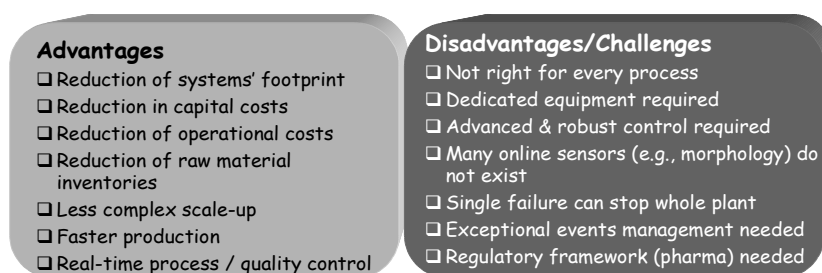 Advantages
❑ Reduction of systems’ footprint
❑ Reduction in capital costs
❑ Reduction of operational costs
❑ Reduction of raw material
inventories
❑ Less complex scale-up
❑ Faster production
❑ Real-time process / quality control
Disadvantages/Challenges
❑ Not right for every process
❑ Dedicated equipment required
❑ Advanced & robust control required
❑ Many online sensors (e.g., morphology) do
not exist
❑ Single failure can stop whole plant
❑ Exceptional events management needed
❑ Regulatory framework (pharma) needed